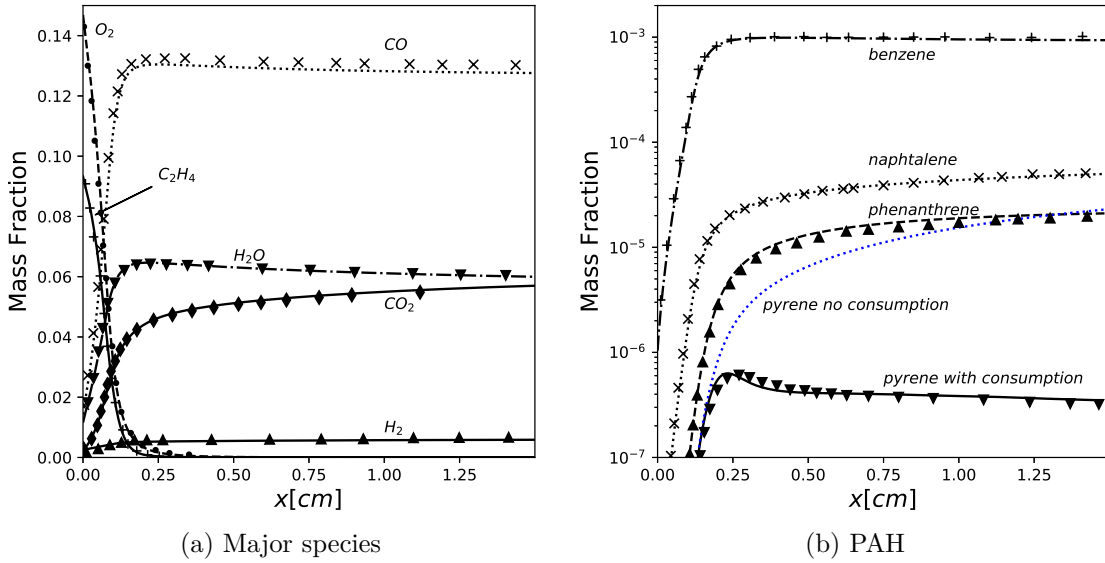 0.14
0.12
0.10
0.08
0.06
0.04
0.02
0.00
Mass Fraction
O2
CO
C2H4
H2O
CO2
H2
0.00 0.25 0.50 0.75 1.00 1.25
x[cm]
(a) Major species
10−3
10−4
10−5
10−6
10−7
Mass Fraction
benzene
naphtalene
phenanthrene
pyrene no consumption
pyrene with consumption
0.00 0.25 0.50 0.75 1.00 1.25
x[cm]
(b) PAH